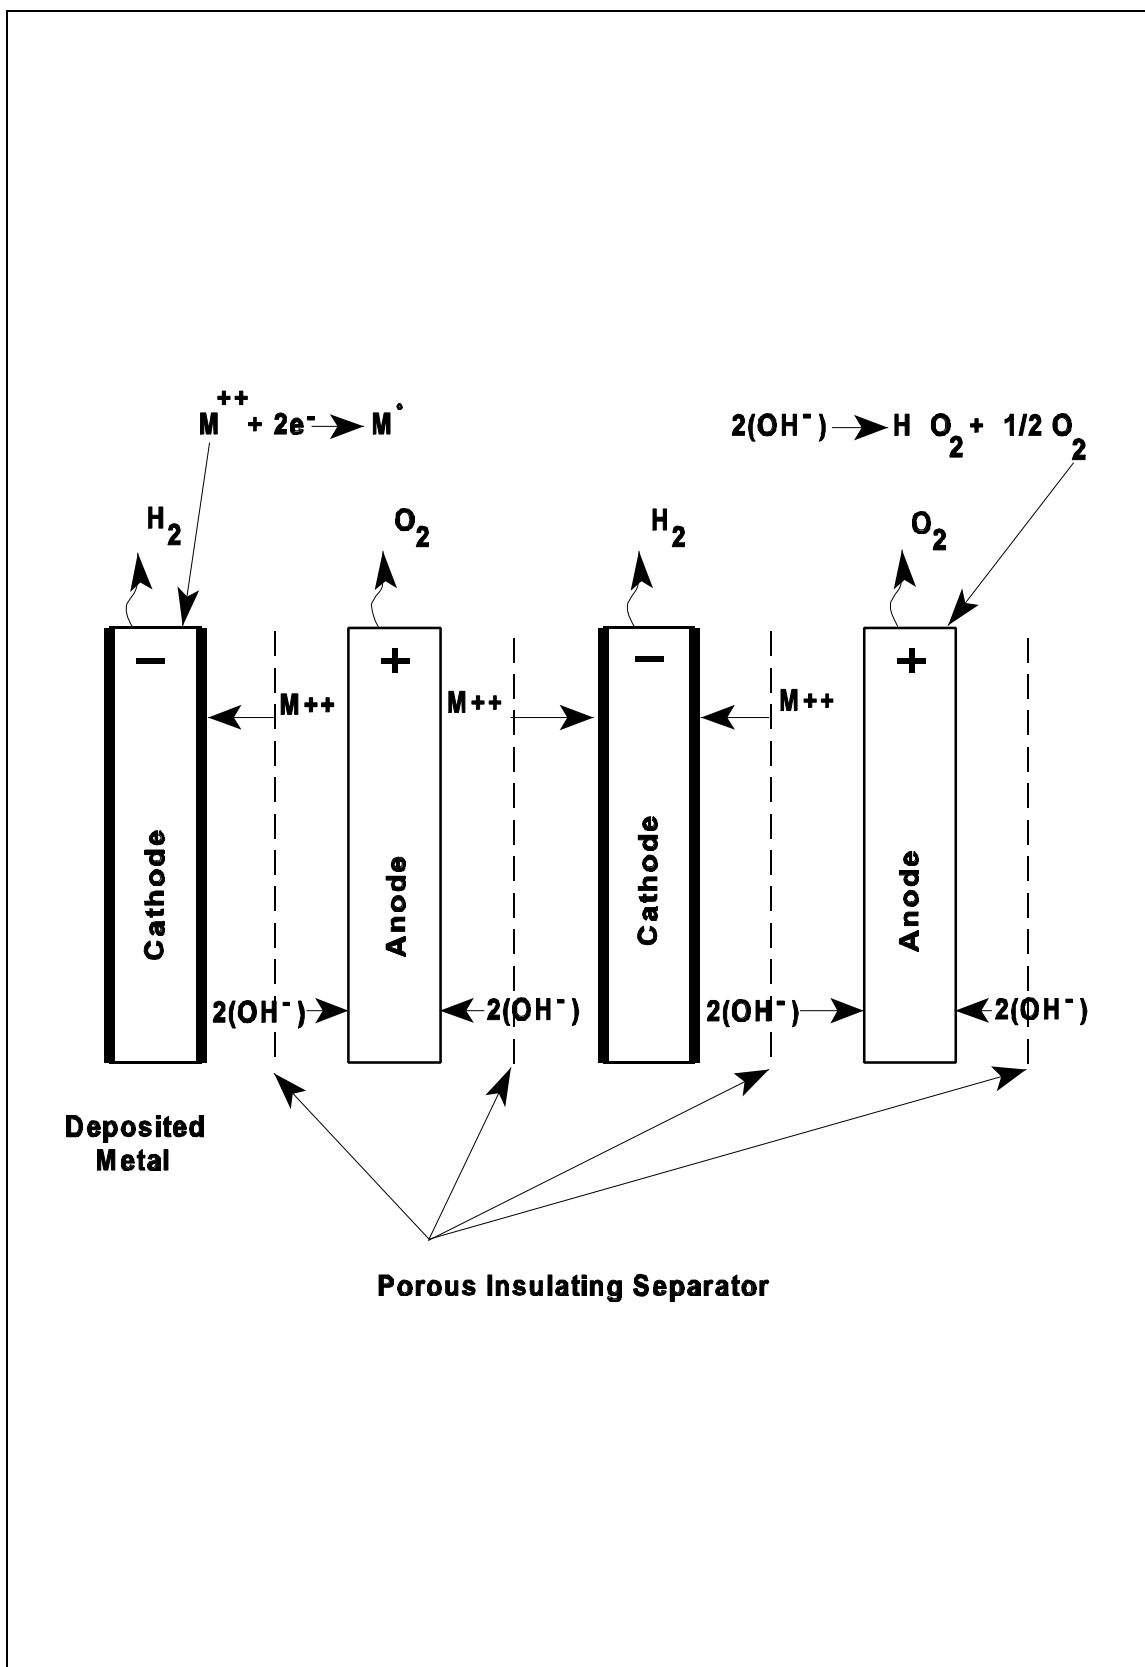 M++ + 2e- → M°
2(OH-) → H O2 + 1/2 O2
H2
O2
H2
O2
−
+
−
+
M++
M++
M++
Cathode
Anode
Cathode
Anode
2(OH-)
2(OH-)
2(OH-)
2(OH-)
Deposited
Metal
Porous Insulating Separator